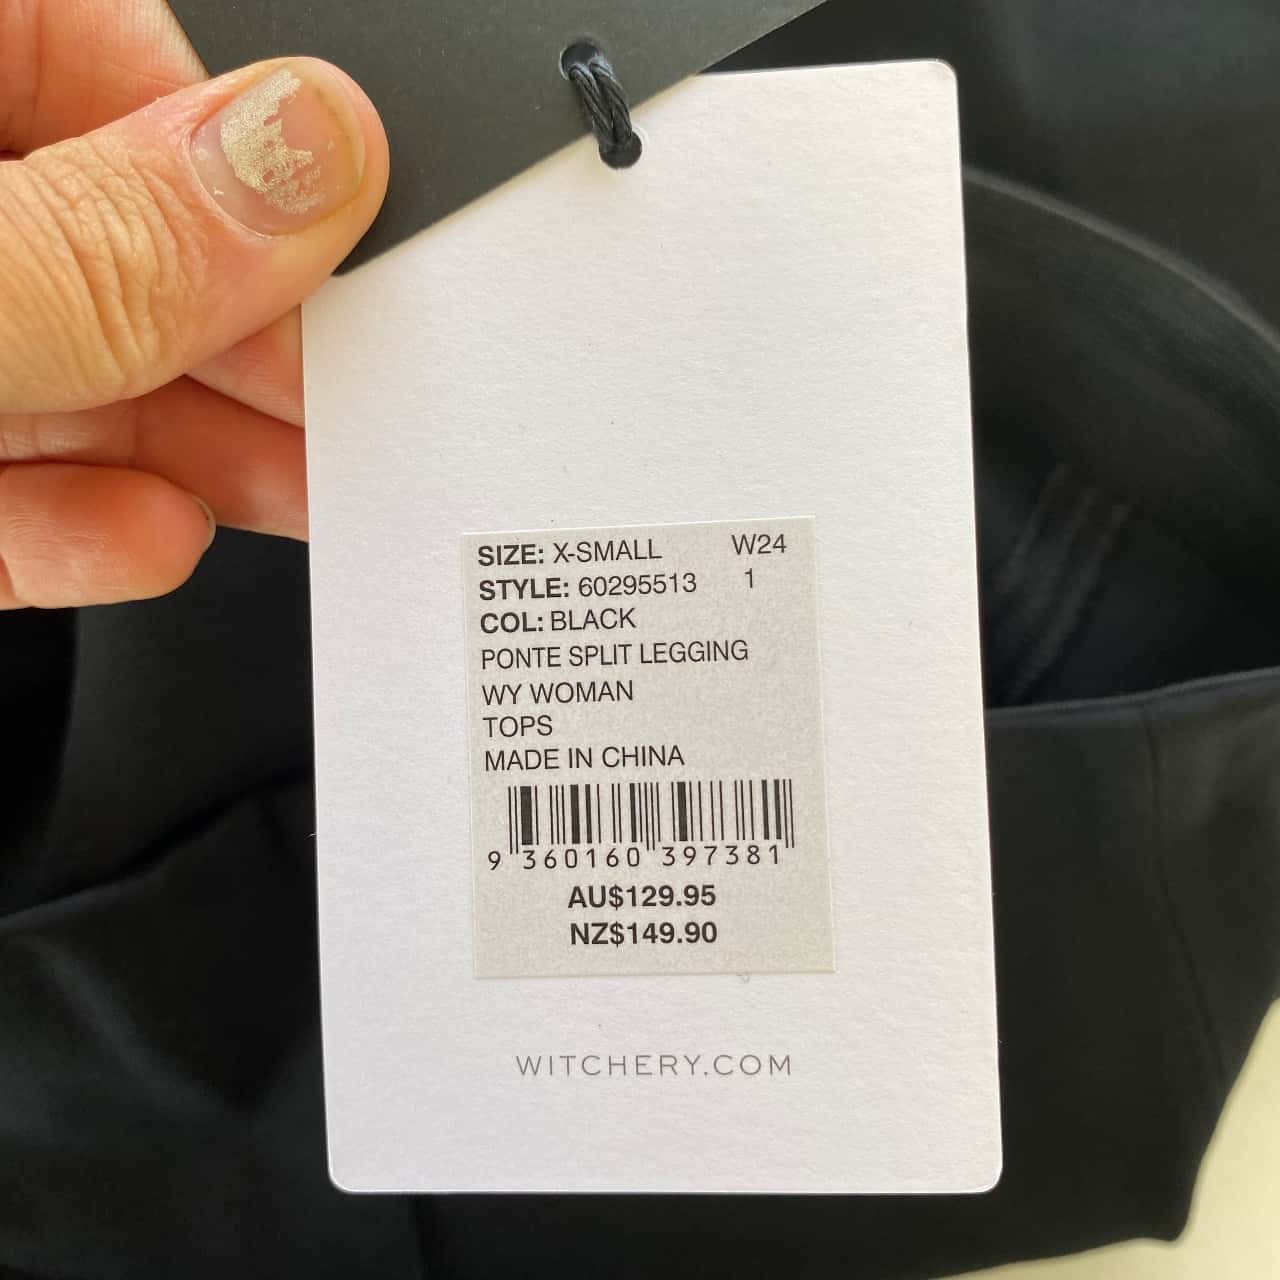 SIZE: X-SMALL W24
STYLE: 60295513 1
COL: BLACK
PONTE SPLIT LEGGING
WY WOMAN
TOPS
MADE IN CHINA
9 360160 397381
AU$129.95
NZ$149.90
WITCHERY.COM